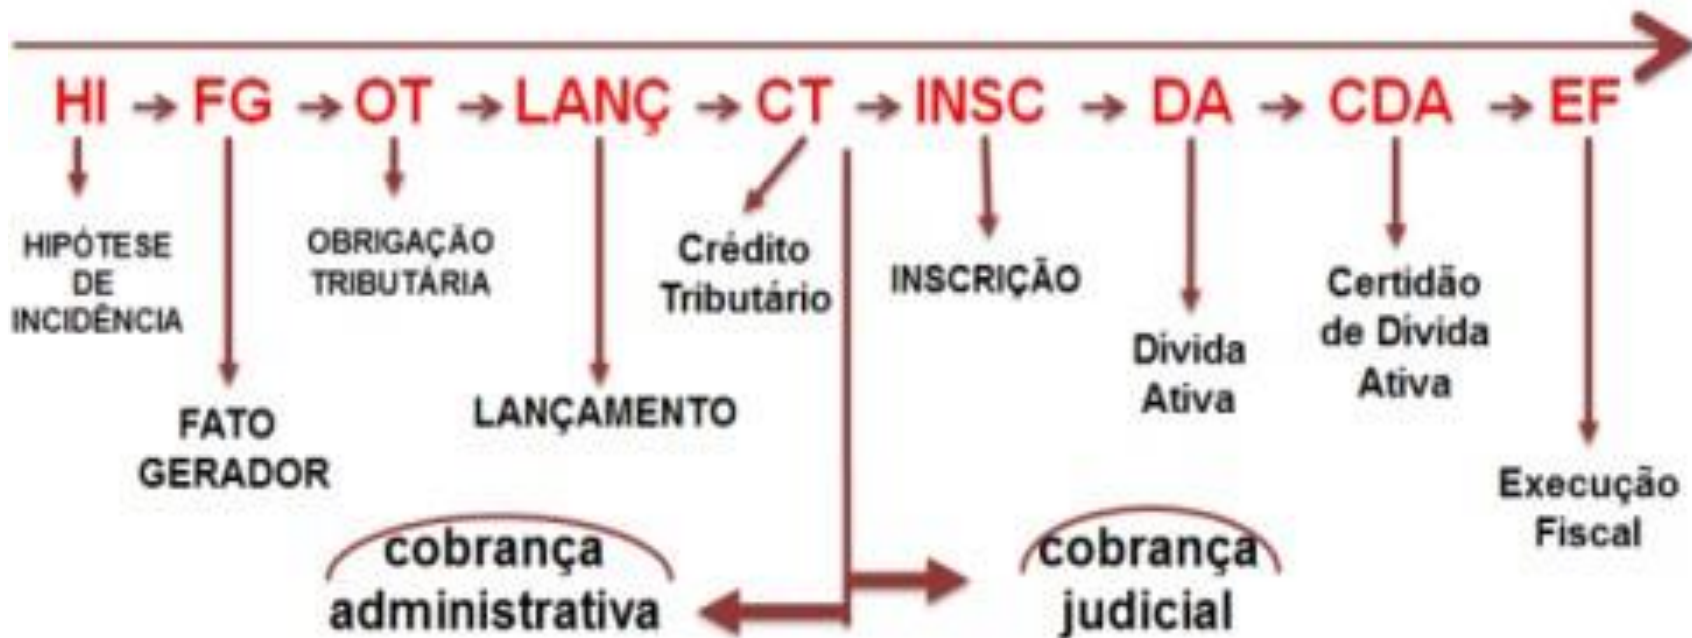 HI → FG → OT → LANÇ → CT → INSC → DA → CDA → EF
HIPÓTESE
DE
INCIDÊNCIA
FATO
GERADOR
OBRIGAÇÃO
TRIBUTÁRIA
LANÇAMENTO
Crédito
Tributário
INSCRIÇÃO
Dívida
Ativa
Certidão
de Dívida
Ativa
Execução
Fiscal
cobrança
administrativa
cobrança
judicial